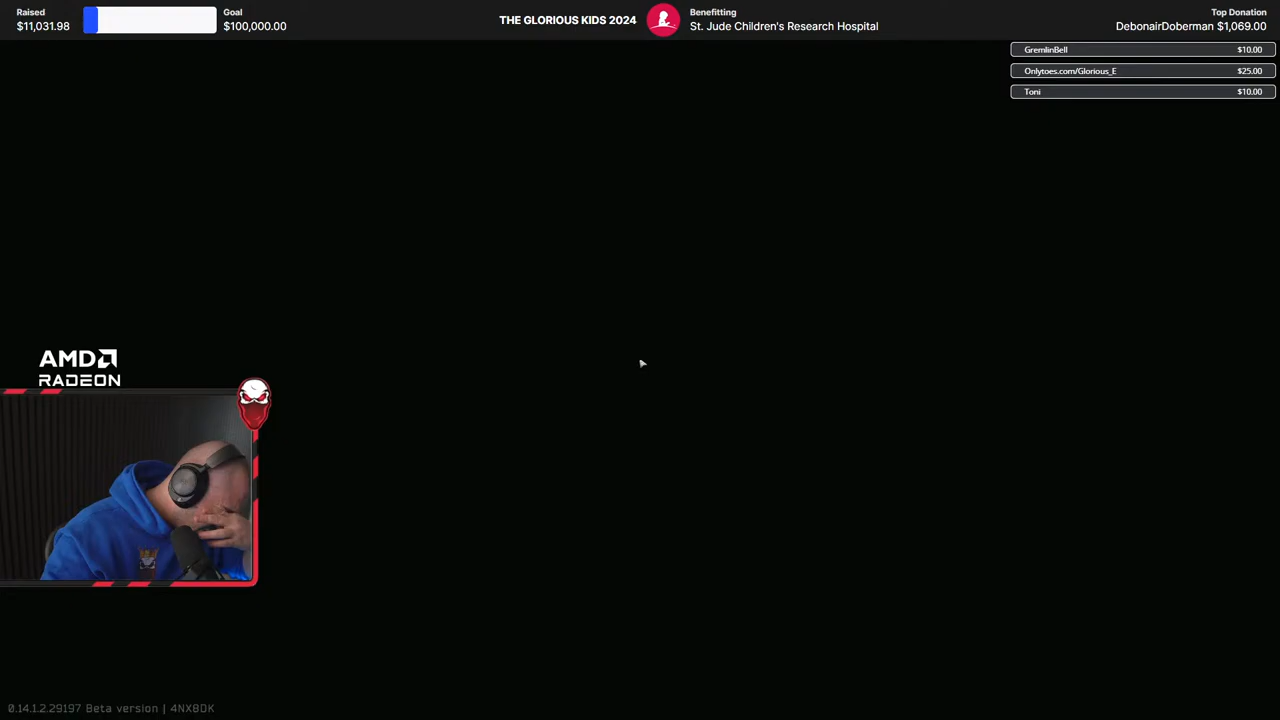 Raised
$11,031.98
Goal
$100,000.00
THE GLORIOUS KIDS 2024
Benefitting
St. Jude Children's Research Hospital
Top Donation
DebonairDoberman $1,069.00
GremlinBell $10.00
Onlytoes.com/Glorious_E $25.00
Toni $10.00
AMD
RADEON
0.14.1.2.29197 Beta version | 4NX8DK